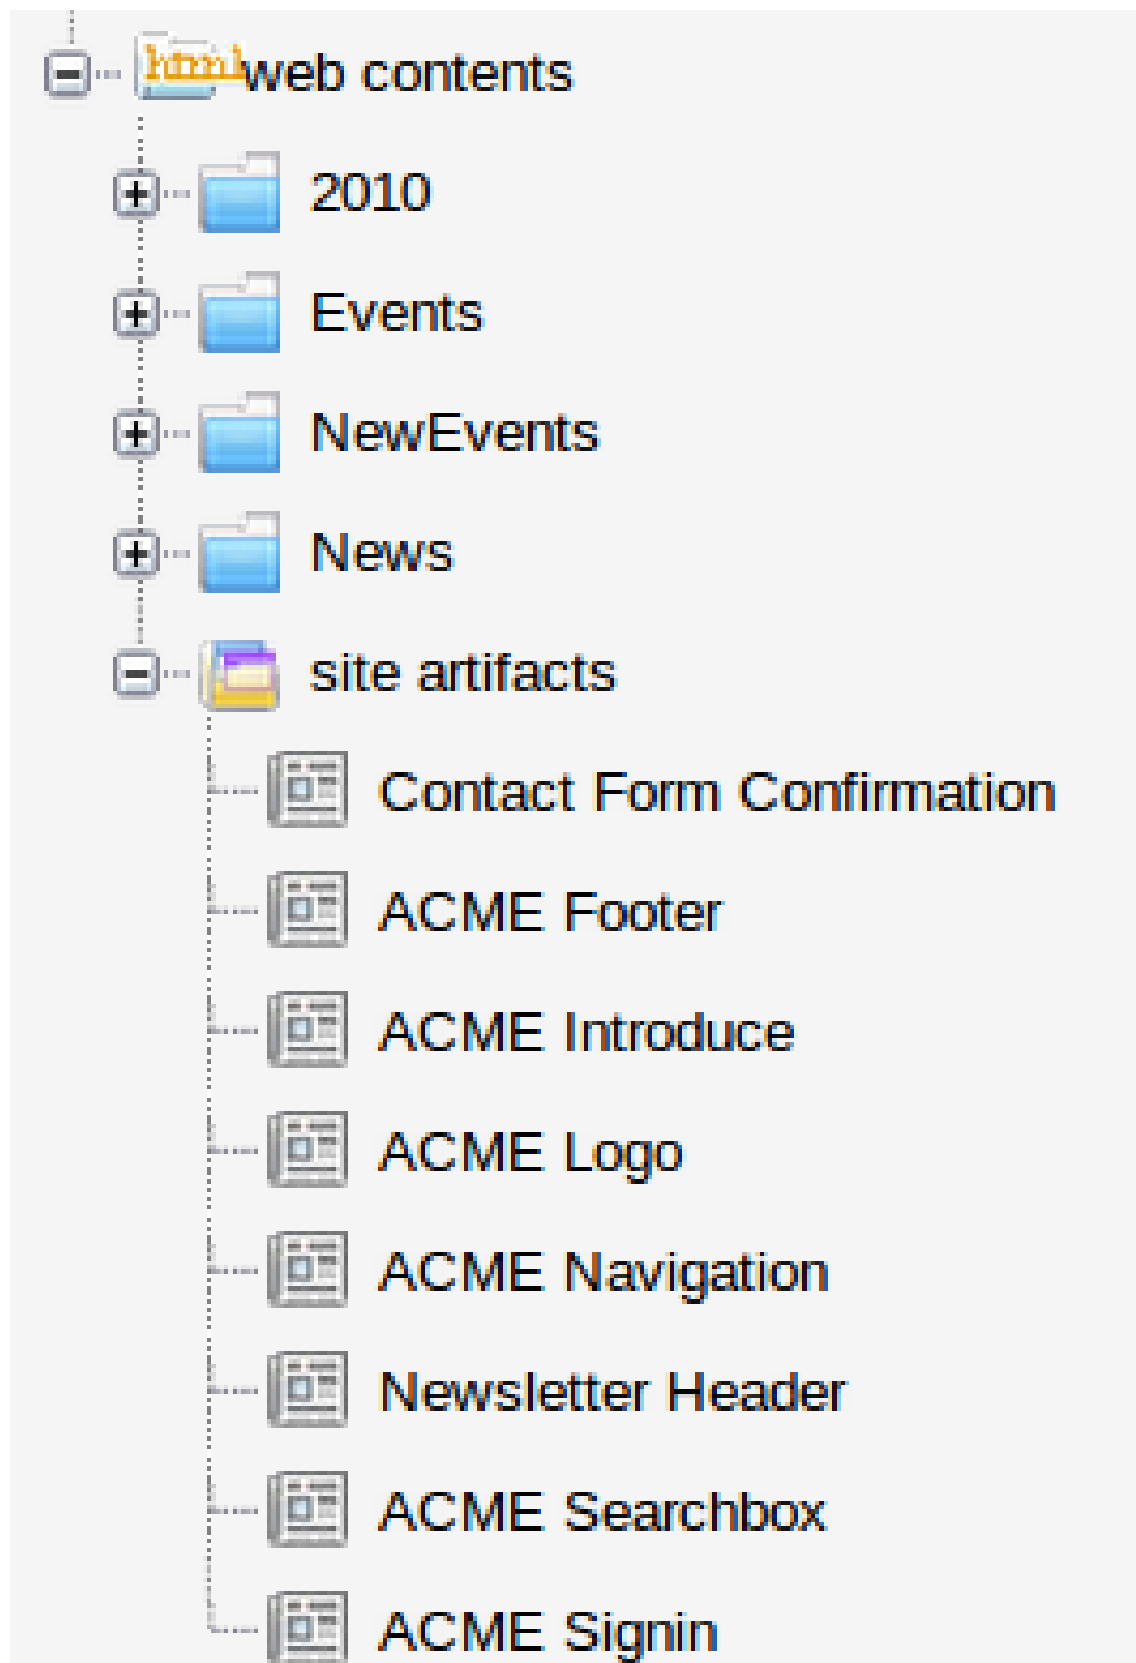 html web contents
2010
Events
NewEvents
News
site artifacts
Contact Form Confirmation
ACME Footer
ACME Introduce
ACME Logo
ACME Navigation
Newsletter Header
ACME Searchbox
ACME Signin